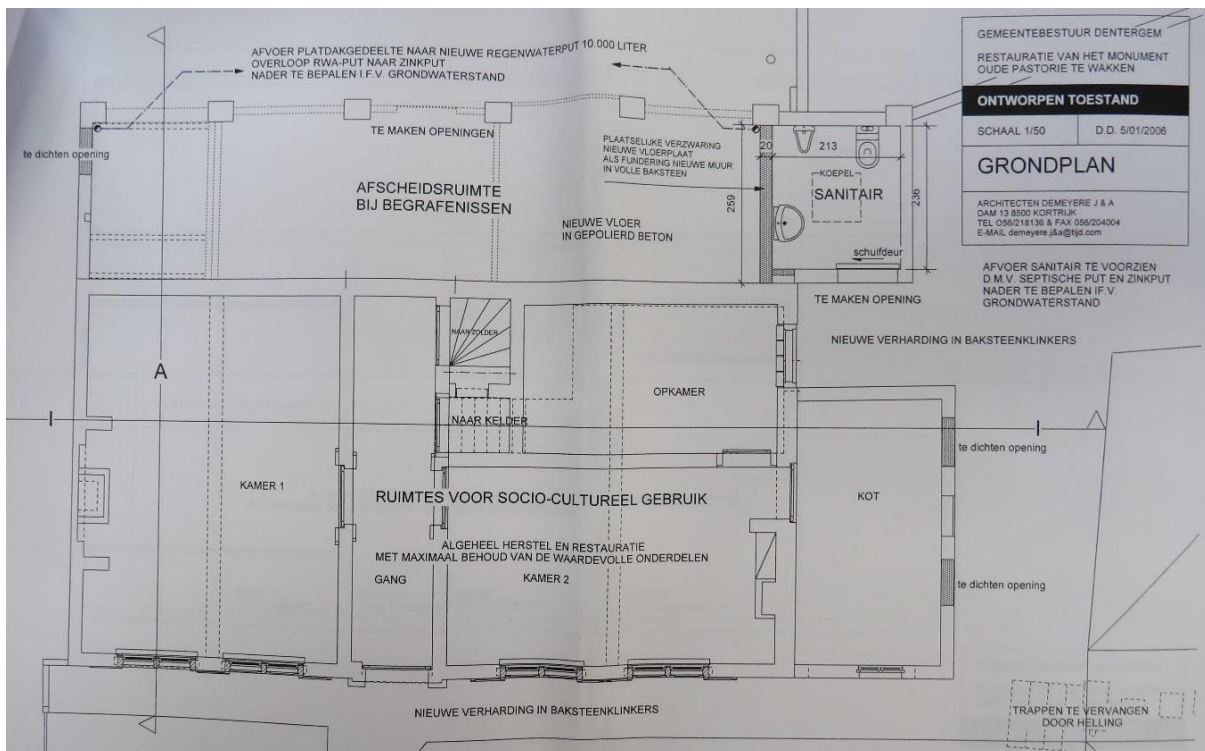 AFVOER PLATDAKGEDEELTE NAAR NIEUWE REGENWATERPUT 10.000 LITER
OVERLOOP RWA-PUT NAAR ZINKPUT
NADER TE BEPALEN I.F.V. GRONDWATERSTAND
GEMEENTEBESTUUR DENTERGEM
RESTAURATIE VAN HET MONUMENT
OUDE PASTORIE TE WAKKEN
ONTWORPEN TOESTAND
SCHAAL 1/50
D.D. 5/01/2006
GRONDPLAN
ARCHITECTEN DEMEYERE J & A
DAM 13 8500 KORTRIJK
TEL 056/218136 & FAX 056/204004
E-MAIL demeyere.j&a@tijd.com
te dichten opening
TE MAKEN OPENINGEN
PLAATSELIJKE VERZWARING
NIEUWE VLOERPLAAT
ALS FUNDERING NIEUWE MUUR
IN VOLLE BAKSTEEN
20
213
KOEPEL
SANITAIR
259
236
AFSCHEIDSRUIMTE
BIJ BEGRAFENISSEN
NIEUWE VLOER
IN GEPOLIERD BETON
schuifdeur
AFVOER SANITAIR TE VOORZIEN
D.M.V. SEPTISCHE PUT EN ZINKPUT
NADER TE BEPALEN IF.V.
GRONDWATERSTAND
TE MAKEN OPENING
NAAR ZOLDER
NIEUWE VERHARDING IN BAKSTEENKLINKERS
A
OPKAMER
NAAR KELDER
I
I
te dichten opening
KAMER 1
RUIMTES VOOR SOCIO-CULTUREEL GEBRUIK
KOT
ALGEHEEL HERSTEL EN RESTAURATIE
MET MAXIMAAL BEHOUD VAN DE WAARDEVOLLE ONDERDELEN
GANG
KAMER 2
te dichten opening
NIEUWE VERHARDING IN BAKSTEENKLINKERS
TRAPPEN TE VERVANGEN
DOOR HELLING